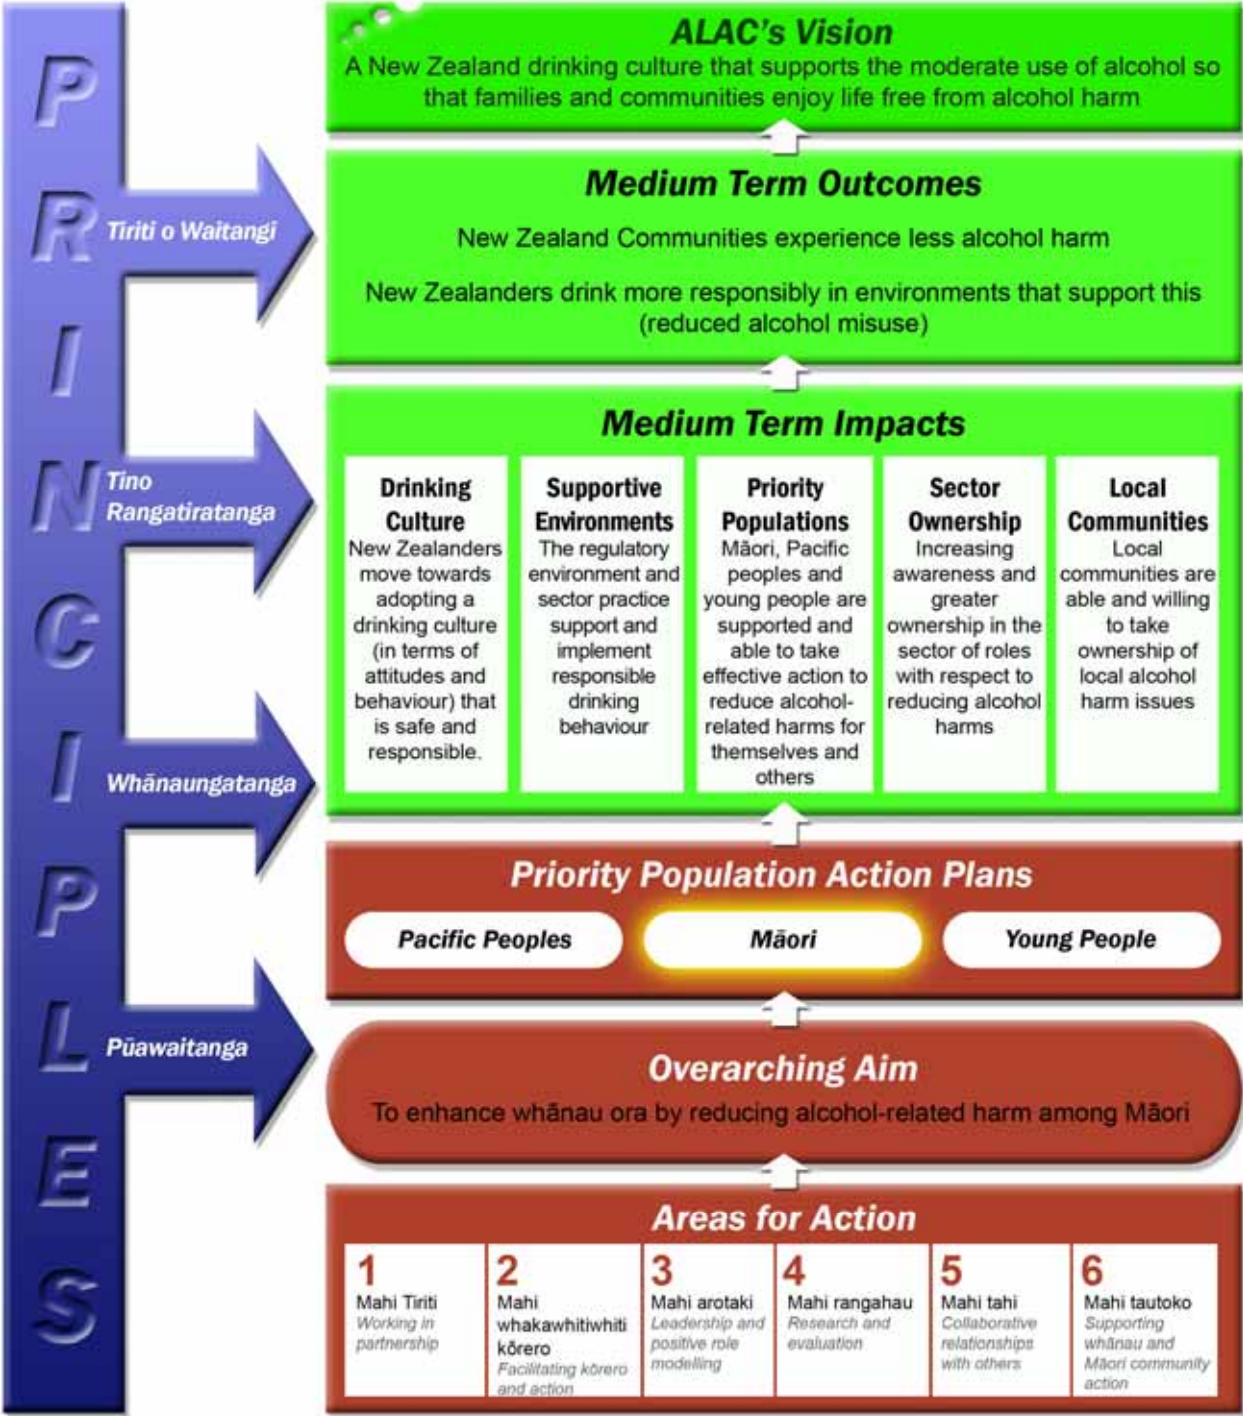 PRINCIPLES
Tiriti o Waitangi
Tino
Rangatiratanga
Whānaungatanga
Pūawaitanga
ALAC's Vision
A New Zealand drinking culture that supports the moderate use of alcohol so
that families and communities enjoy life free from alcohol harm
Medium Term Outcomes
New Zealand Communities experience less alcohol harm
New Zealanders drink more responsibly in environments that support this
(reduced alcohol misuse)
Medium Term Impacts
Drinking
Culture
New Zealanders
move towards
adopting a
drinking culture
(in terms of
attitudes and
behaviour) that
is safe and
responsible.
Supportive
Environments
The regulatory
environment and
sector practice
support and
implement
responsible
drinking
behaviour
Priority
Populations
Māori, Pacific
peoples and
young people are
supported and
able to take
effective action to
reduce alcohol-
related harms for
themselves and
others
Sector
Ownership
Increasing
awareness and
greater
ownership in the
sector of roles
with respect to
reducing alcohol
harms
Local
Communities
Local
communities are
able and willing
to take
ownership of
local alcohol
harm issues
Priority Population Action Plans
Pacific Peoples
Māori
Young People
Overarching Aim
To enhance whānau ora by reducing alcohol-related harm among Māori
Areas for Action
1
Mahi Tiriti
Working in
partnership
2
Mahi
whakawhitiwhiti
kōrero
Facilitating kōrero
and action
3
Mahi arotaki
Leadership and
positive role
modelling
4
Mahi rangahau
Research and
evaluation
5
Mahi tahi
Collaborative
relationships
with others
6
Mahi tautoko
Supporting
whānau and
Māori community
action